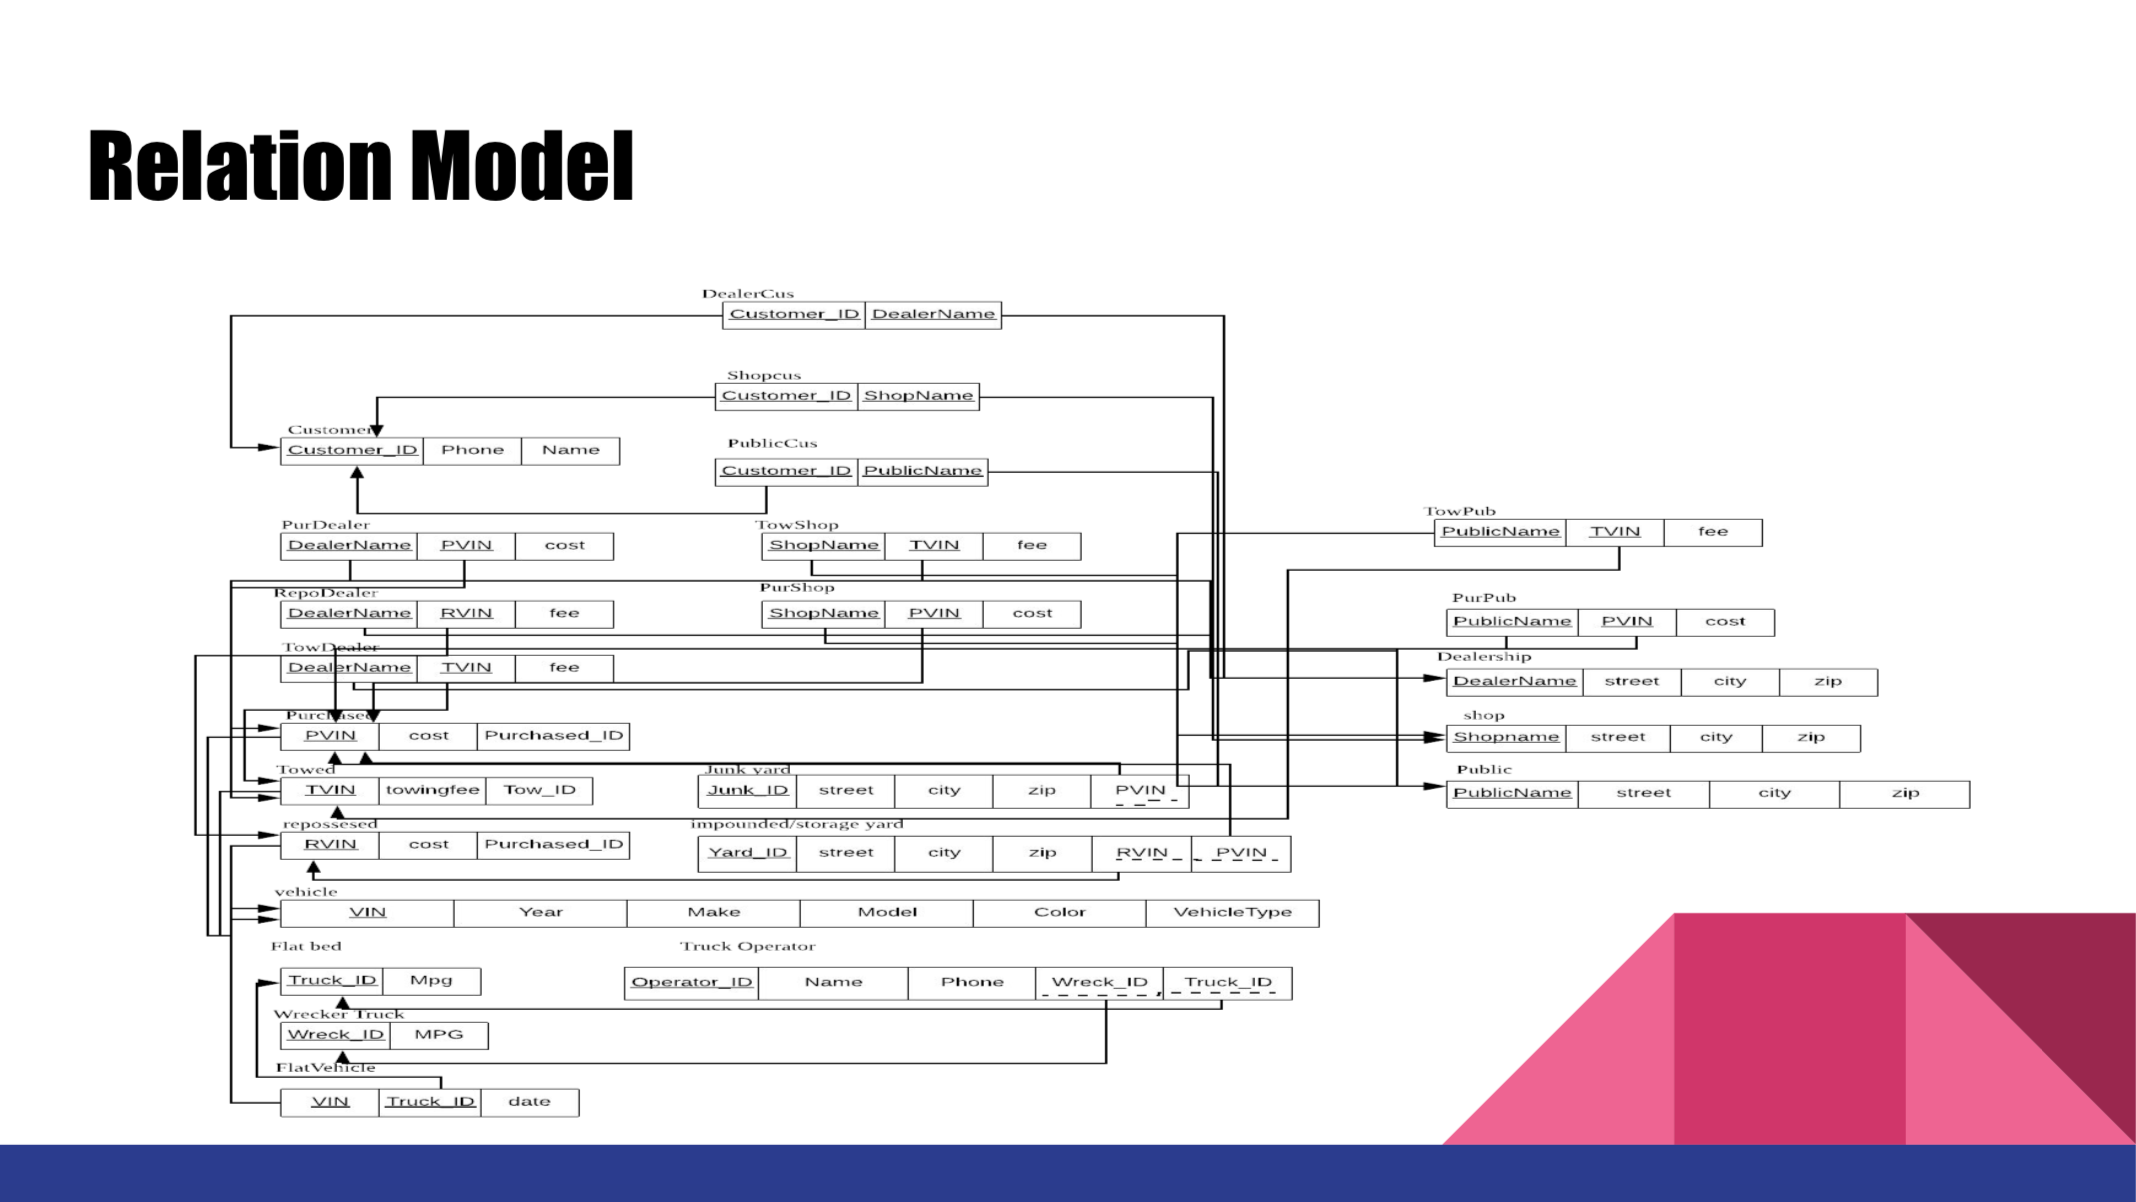 Relation Model
DealerCus
Customer_ID DealerName
Shopcus
Customer_ID ShopName
Customer
Customer_ID Phone Name
PublicCus
Customer_ID PublicName
PurDealer
DealerName PVIN cost
TowShop
ShopName TVIN fee
TowPub
PublicName TVIN fee
RepoDealer
DealerName RVIN fee
PurShop
ShopName PVIN cost
PurPub
PublicName PVIN cost
TowDealer
DealerName TVIN fee
Dealership
DealerName street city zip
Purchased
PVIN cost Purchased_ID
shop
Shopname street city zip
Towed
TVIN towingfee Tow_ID
Junk yard
Junk_ID street city zip PVIN
Public
PublicName street city zip
repossesed
RVIN cost Purchased_ID
impounded/storage yard
Yard_ID street city zip RVIN PVIN
vehicle
VIN Year Make Model Color VehicleType
Flat bed
Truck_ID Mpg
Truck Operator
Operator_ID Name Phone Wreck_ID Truck_ID
Wrecker Truck
Wreck_ID MPG
FlatVehicle
VIN Truck_ID date